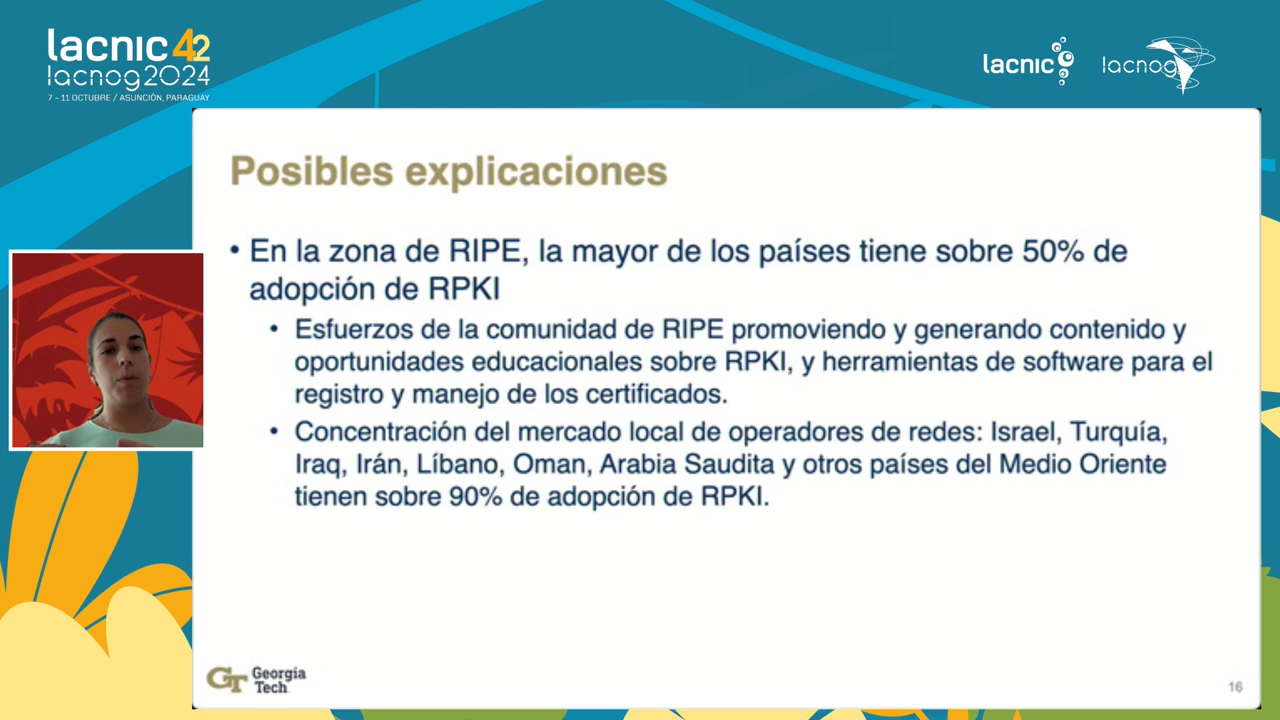 lacnic 42
lacnog2024
7 - 11 OCTUBRE / ASUNCIÓN, PARAGUAY
lacnic
lacnog
Posibles explicaciones
• En la zona de RIPE, la mayor de los países tiene sobre 50% de
adopción de RPKI
• Esfuerzos de la comunidad de RIPE promoviendo y generando contenido y
oportunidades educacionales sobre RPKI, y herramientas de software para el
registro y manejo de los certificados.
• Concentración del mercado local de operadores de redes: Israel, Turquía,
Iraq, Irán, Líbano, Oman, Arabia Saudita y otros países del Medio Oriente
tienen sobre 90% de adopción de RPKI.
GT Georgia
Tech
16